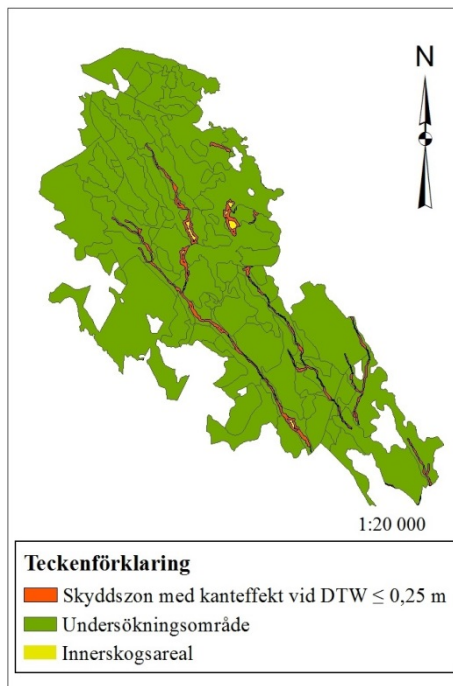 N
1:20 000
Teckenförklaring
Skyddszon med kanteffekt vid DTW ≤ 0,25 m
Undersökningsområde
Innerskogsareal